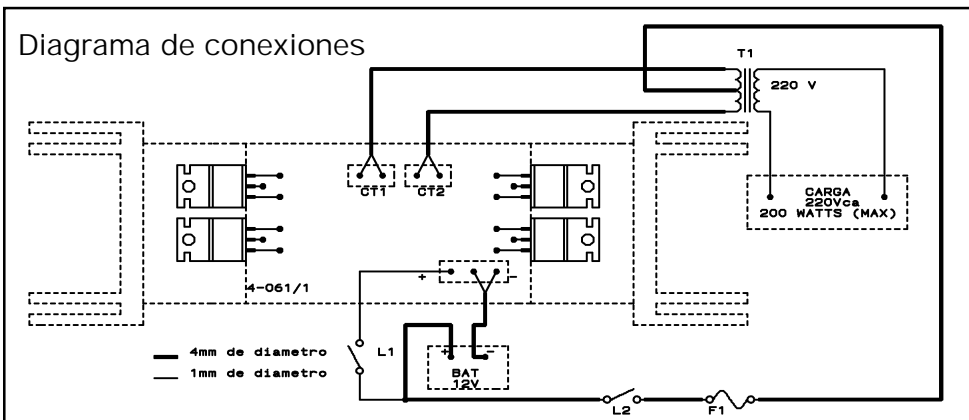 Diagrama de conexiones
T1
220 V
CT1
CT2
CARGA
220Vca
200 WATTS (MAX)
+
-
4-061/1
4mm de diametro
1mm de diametro
L1
+
-
BAT
12V
L2
F1